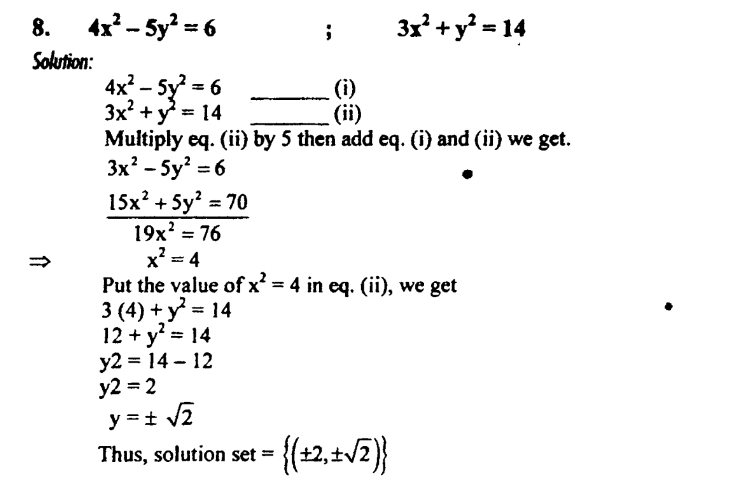 8. 4x² – 5y² = 6 ; 3x² + y² = 14
Solution:
4x² – 5y² = 6 ________ (i)
3x² + y² = 14 ________ (ii)
Multiply eq. (ii) by 5 then add eq. (i) and (ii) we get.
3x² – 5y² = 6
15x² + 5y² = 70
19x² = 76
⇒ x² = 4
Put the value of x² = 4 in eq. (ii), we get
3 (4) + y² = 14
12 + y² = 14
y2 = 14 – 12
y2 = 2
y = ± √2
Thus, solution set = {(±2, ±√2)}